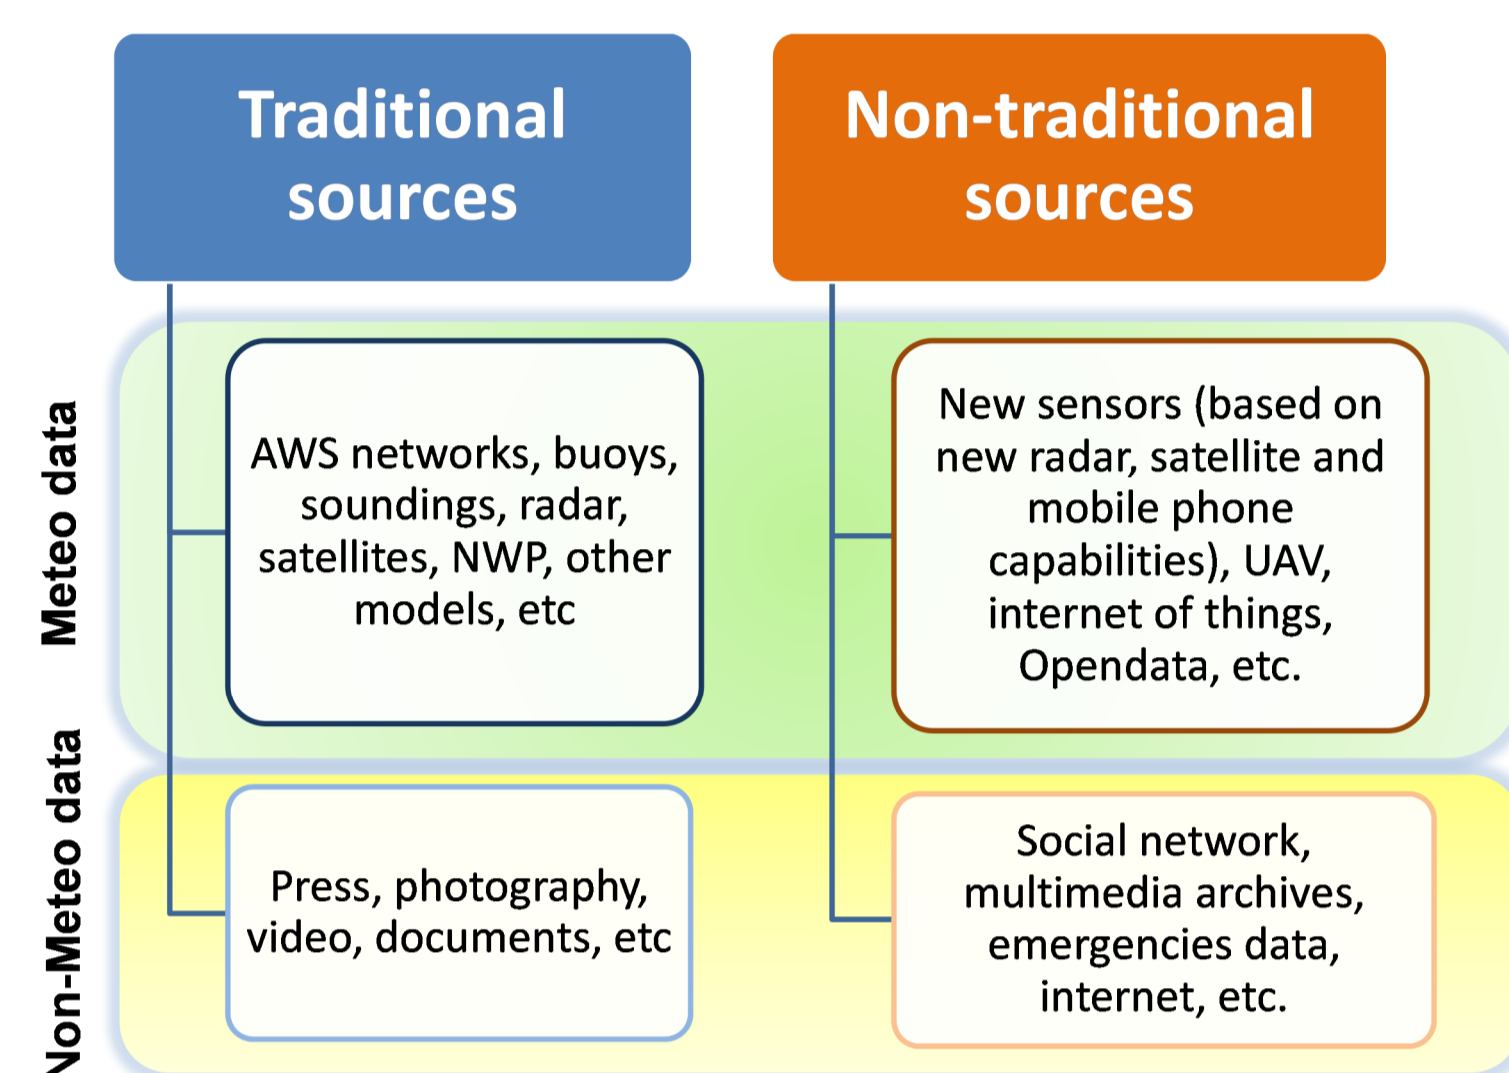 Traditional
sources
Non-traditional
sources
Meteo data
AWS networks, buoys,
soundings, radar,
satellites, NWP, other
models, etc
New sensors (based on
new radar, satellite and
mobile phone
capabilities), UAV,
internet of things,
Opendata, etc.
Non-Meteo data
Press, photography,
video, documents, etc
Social network,
multimedia archives,
emergencies data,
internet, etc.